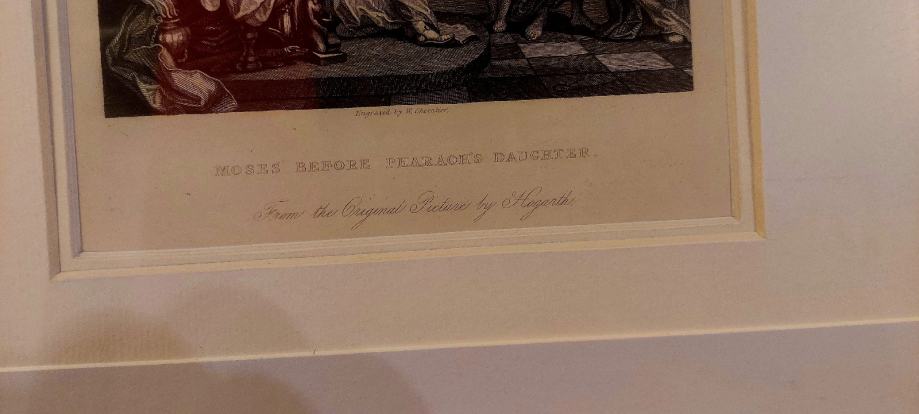 Engraved by W. Chevalier.
MOSES BEFORE PHARAOH'S DAUGHTER.
From the Original Picture by Hogarth